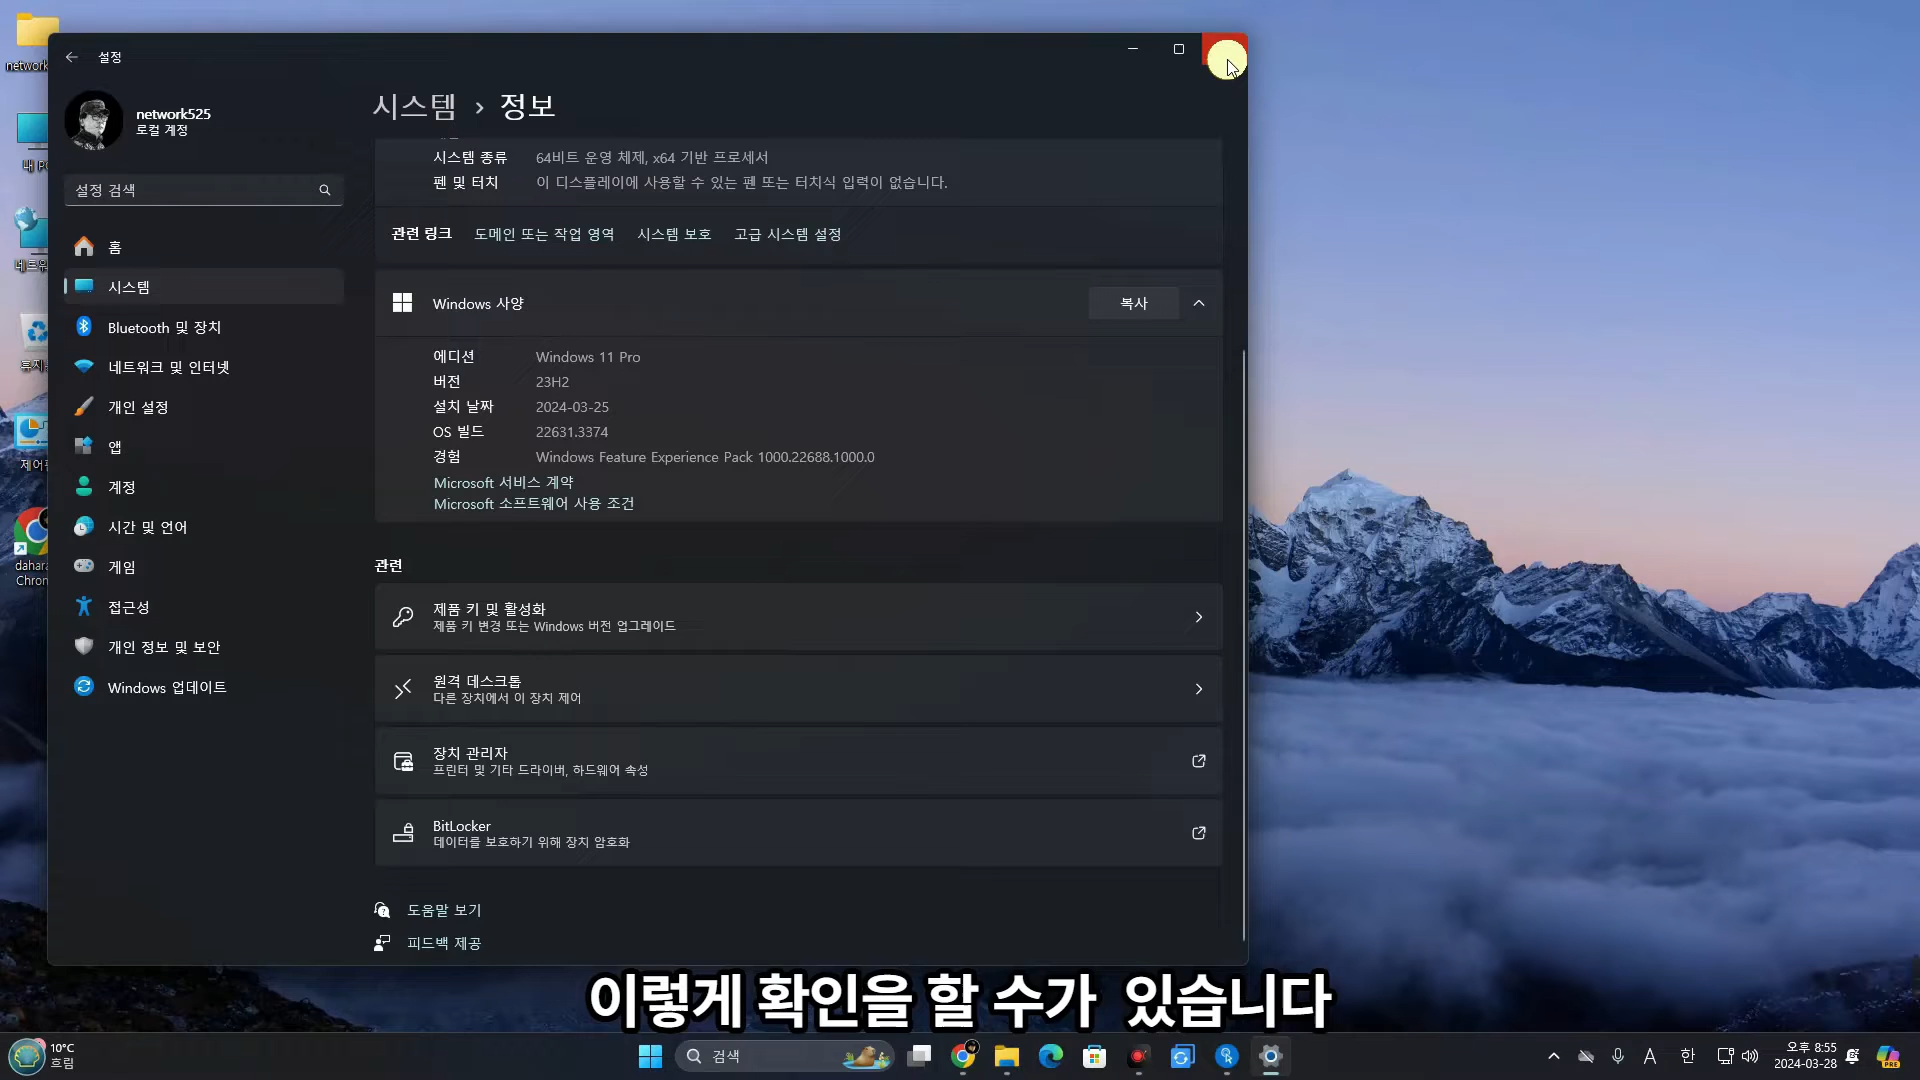 network
설정
network525
로컬 계정
시스템 › 정보
시스템 종류 64비트 운영 체제, x64 기반 프로세서
펜 및 터치 이 디스플레이에 사용할 수 있는 펜 또는 터치식 입력이 없습니다.
설정 검색
관련 링크 도메인 또는 작업 영역 시스템 보호 고급 시스템 설정
홈
시스템
Bluetooth 및 장치
네트워크 및 인터넷
개인 설정
앱
계정
시간 및 언어
게임
접근성
개인 정보 및 보안
Windows 업데이트
Windows 사양 복사
에디션 Windows 11 Pro
버전 23H2
설치 날짜 2024-03-25
OS 빌드 22631.3374
경험 Windows Feature Experience Pack 1000.22688.1000.0
Microsoft 서비스 계약
Microsoft 소프트웨어 사용 조건
관련
제품 키 및 활성화
제품 키 변경 또는 Windows 버전 업그레이드
원격 데스크톱
다른 장치에서 이 장치 제어
장치 관리자
프린터 및 기타 드라이버, 하드웨어 속성
BitLocker
데이터를 보호하기 위해 장치 암호화
도움말 보기
피드백 제공
내 PC
네트워
휴지
제어
dahara
Chrom
이렇게 확인을 할 수가 있습니다
10°C
흐림
검색
A
한
오후 8:55
2024-03-28
PRE